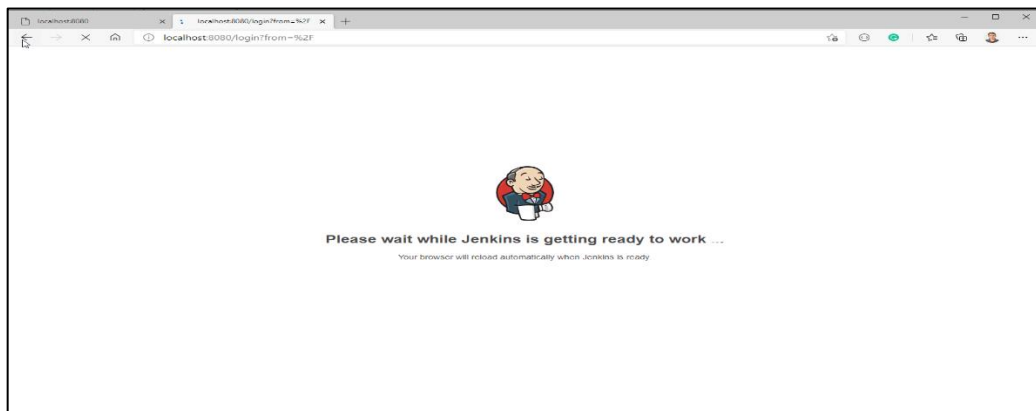 localhost:8080
localhost:8080/login?from=%2F
localhost:8080/login?from=%2F
Please wait while Jenkins is getting ready to work ...
Your browser will reload automatically when Jenkins is ready